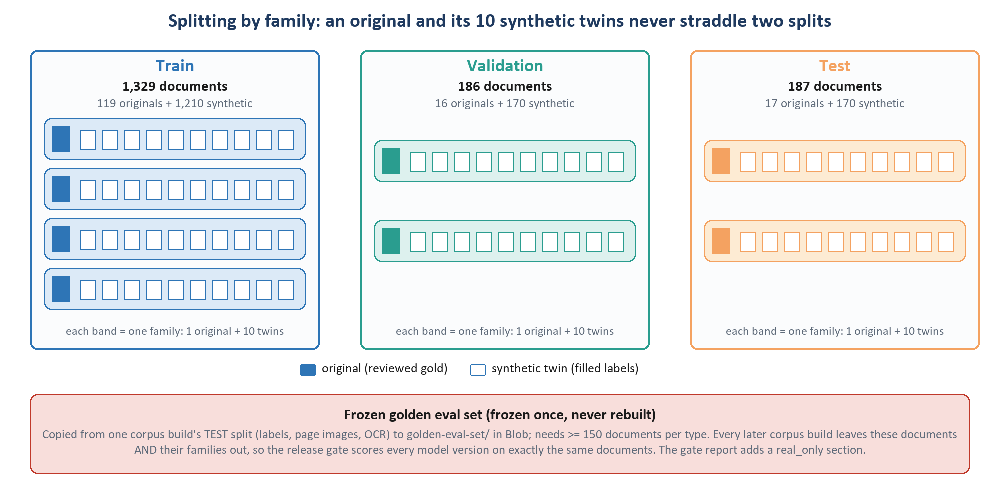 Splitting by family: an original and its 10 synthetic twins never straddle two splits
Train
1,329 documents
119 originals + 1,210 synthetic
each band = one family: 1 original + 10 twins
Validation
186 documents
16 originals + 170 synthetic
each band = one family: 1 original + 10 twins
Test
187 documents
17 originals + 170 synthetic
each band = one family: 1 original + 10 twins
original (reviewed gold)
synthetic twin (filled labels)
Frozen golden eval set (frozen once, never rebuilt)
Copied from one corpus build's TEST split (labels, page images, OCR) to golden-eval-set/ in Blob; needs >= 150 documents per type. Every later corpus build leaves these documents
AND their families out, so the release gate scores every model version on exactly the same documents. The gate report adds a real_only section.